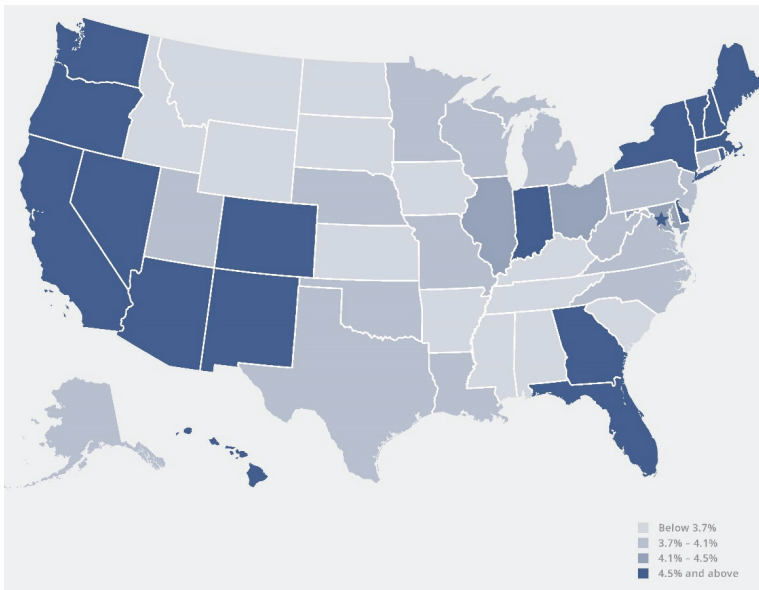 Below 3.7%
3.7% – 4.1%
4.1% – 4.5%
4.5% and above